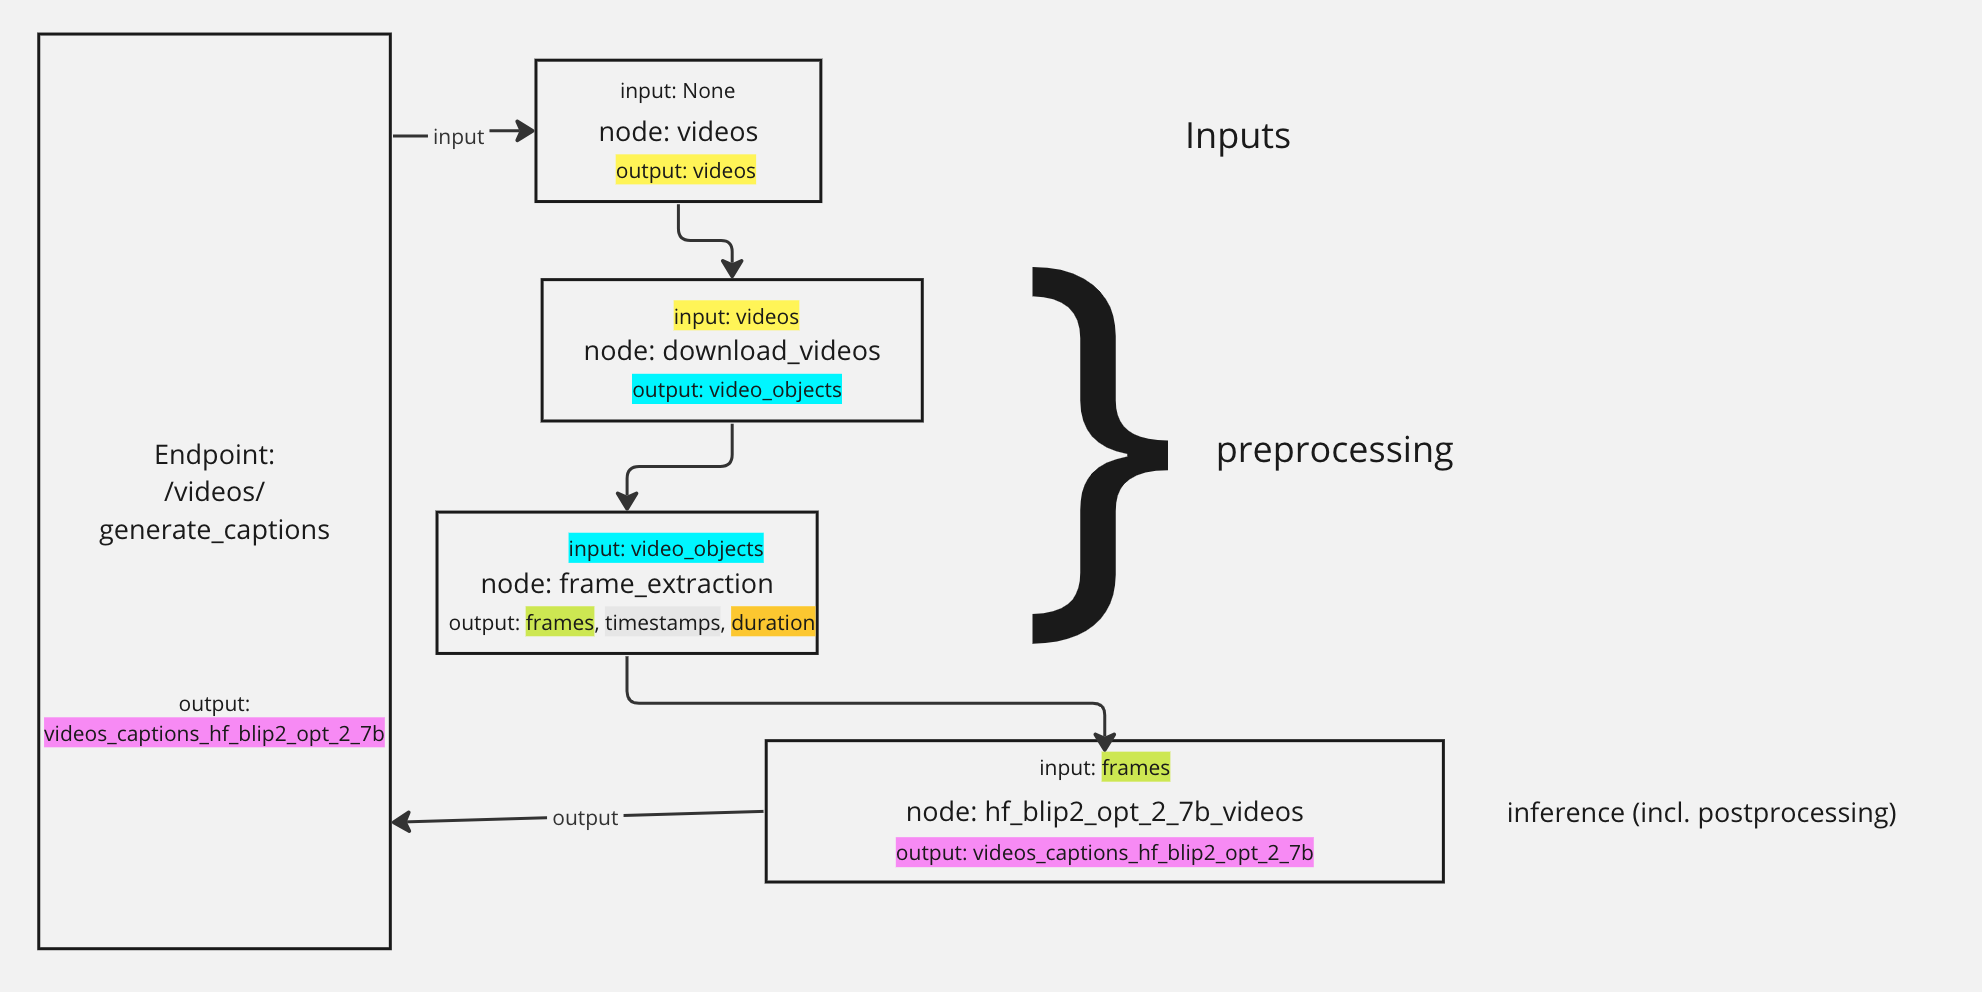 Endpoint:
/videos/
generate_captions
output:
videos_captions_hf_blip2_opt_2_7b
input
input: None
node: videos
output: videos
Inputs
input: videos
node: download_videos
output: video_objects
}
preprocessing
input: video_objects
node: frame_extraction
output: frames, timestamps, duration
input: frames
node: hf_blip2_opt_2_7b_videos
output: videos_captions_hf_blip2_opt_2_7b
output
inference (incl. postprocessing)